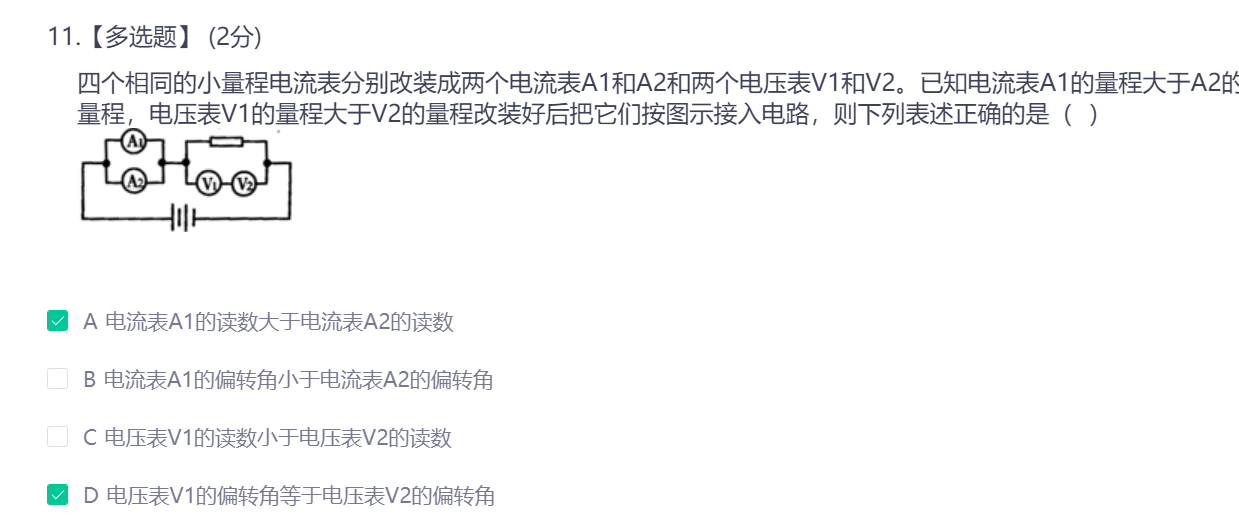 11.【多选题】 (2分)
四个相同的小量程电流表分别改装成两个电流表A1和A2和两个电压表V1和V2。已知电流表A1的量程大于A2的
量程，电压表V1的量程大于V2的量程改装好后把它们按图示接入电路，则下列表述正确的是（ ）
A1
A2
V1
V2
A 电流表A1的读数大于电流表A2的读数
B 电流表A1的偏转角小于电流表A2的偏转角
C 电压表V1的读数小于电压表V2的读数
D 电压表V1的偏转角等于电压表V2的偏转角